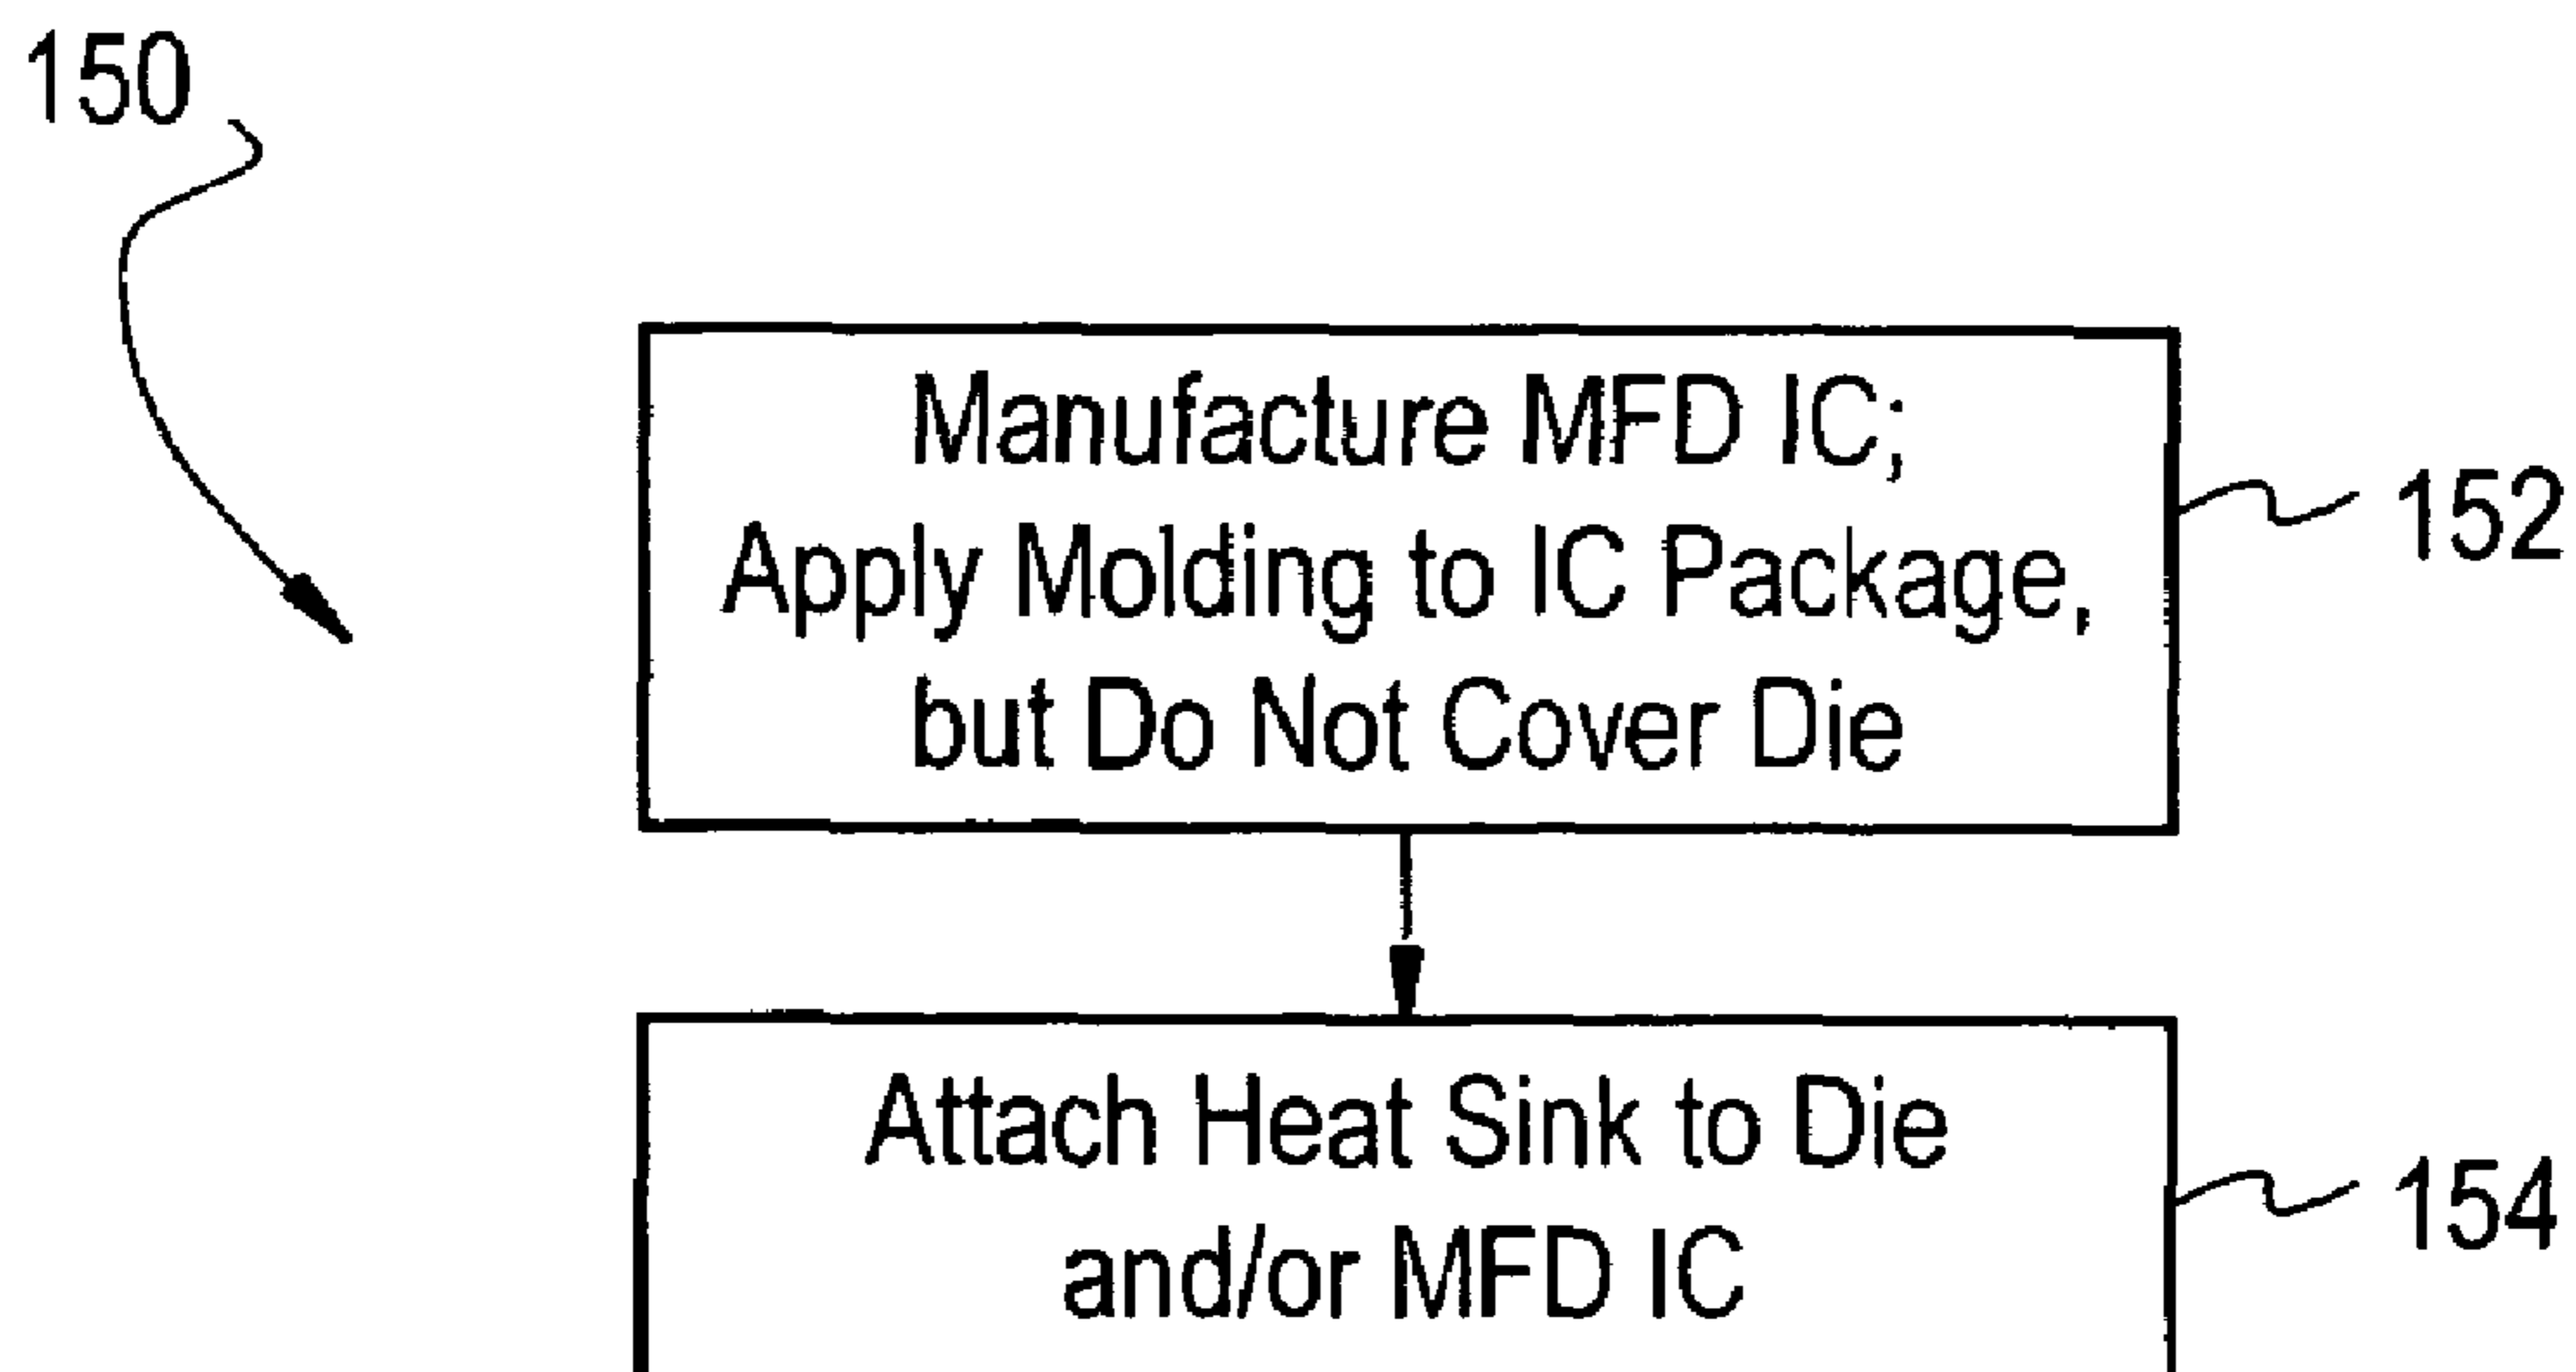 150
Manufacture MFD IC;
Apply Molding to IC Package,
but Do Not Cover Die
152
Attach Heat Sink to Die
and/or MFD IC
154